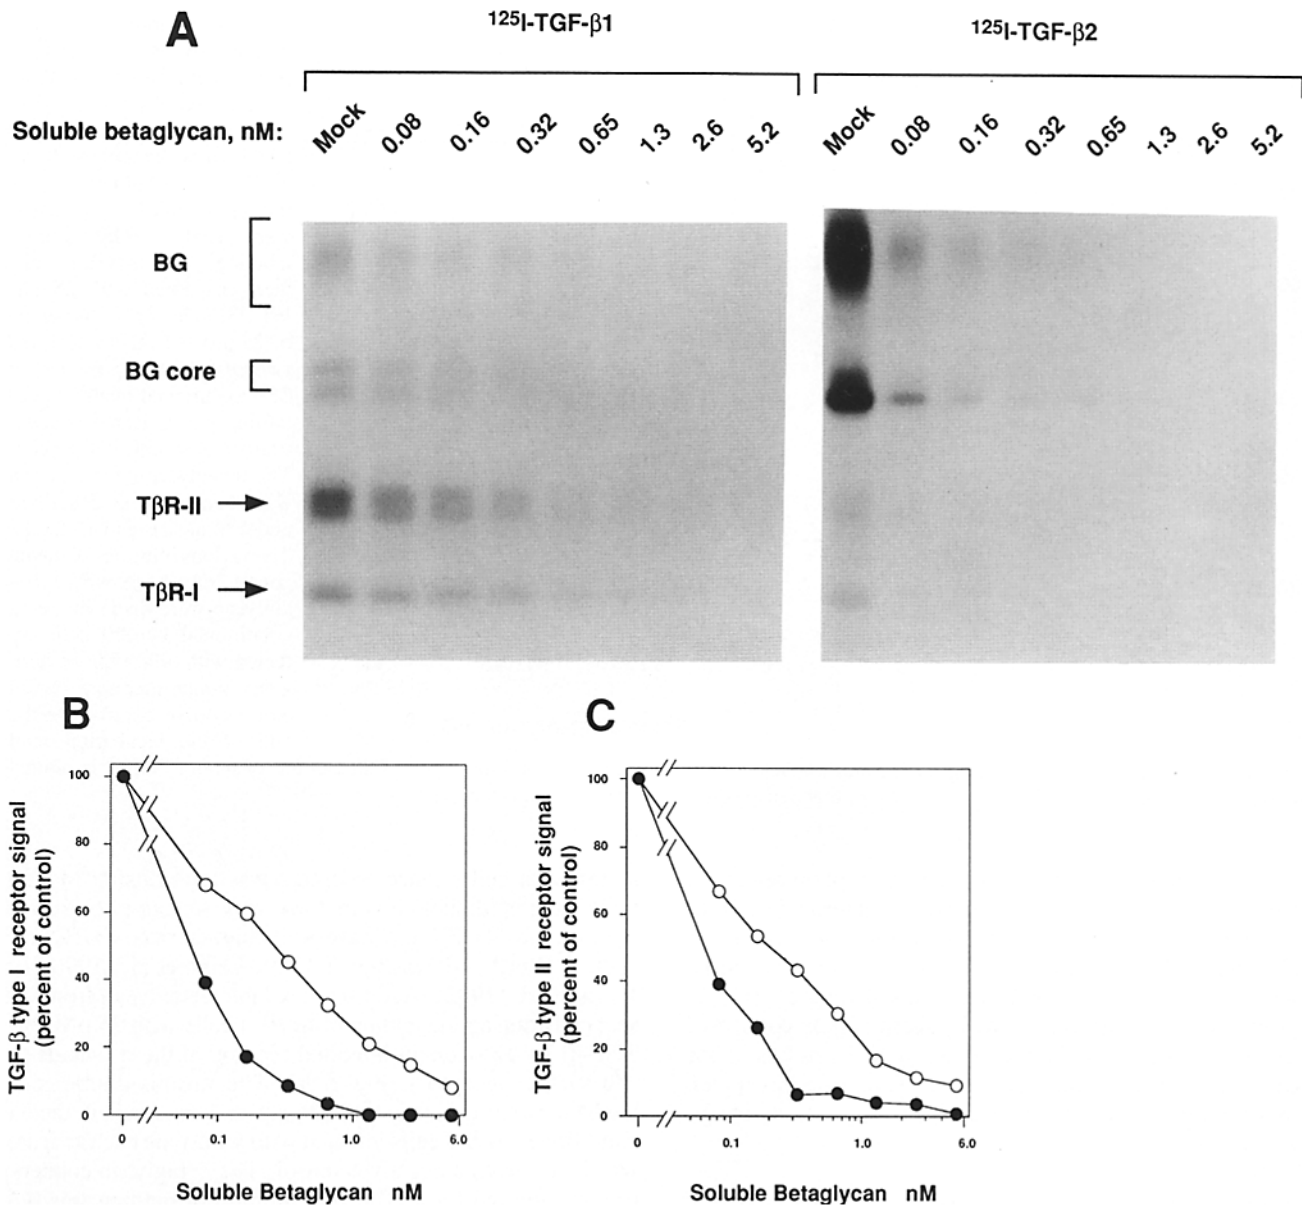 A
¹²⁵I-TGF-β1
¹²⁵I-TGF-β2
Soluble betaglycan, nM: Mock 0.08 0.16 0.32 0.65 1.3 2.6 5.2 Mock 0.08 0.16 0.32 0.65 1.3 2.6 5.2
BG
BG core
TβR-II
TβR-I
B
TGF-β type I receptor signal
(percent of control)
100
80
60
40
20
0
0 0.1 1.0 6.0
Soluble Betaglycan nM
C
TGF-β type II receptor signal
(percent of control)
100
80
60
40
20
0
0 0.1 1.0 6.0
Soluble Betaglycan nM